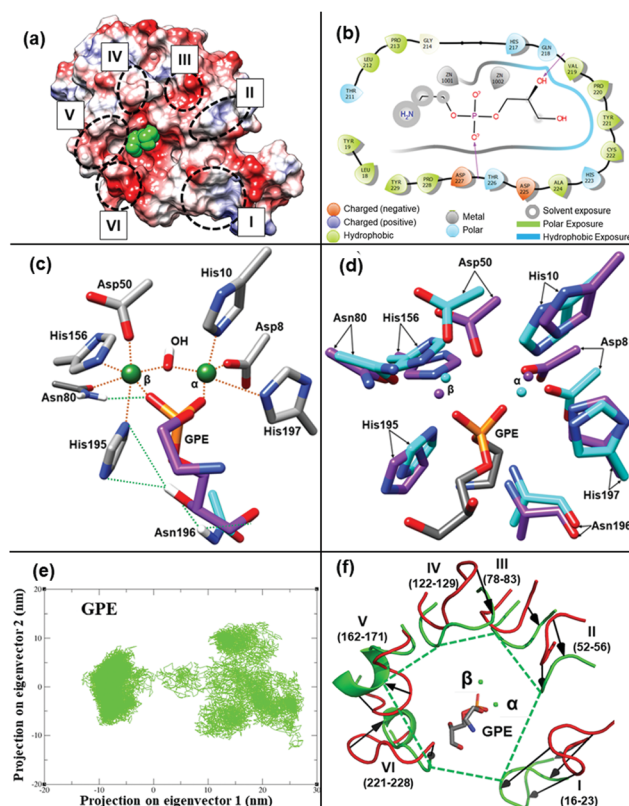 (a)
IV
III
II
V
VI
I
(b)
PRO
213
GLY
214
HIS
217
GLN
218
LEU
212
VAL
219
THR
211
ZN
1001
ZN
1002
PRO
220
OH
H₂N
O
P
O
O⁻
O⁻
OH
TYR
221
TYR
19
CYS
222
LEU
18
TYR
229
PRO
228
ASP
227
THR
226
ASP
225
ALA
224
HIS
223
Charged (negative)
Charged (positive)
Hydrophobic
Metal
Polar
Solvent exposure
Polar Exposure
Hydrophobic Exposure
(c)
Asp50
His10
His156
OH
Asp8
β
α
Asn80
GPE
His197
His195
Asn196
(d)
Asp50
His10
Asn80
His156
Asp8
β
α
GPE
His195
His197
Asn196
(e)
GPE
Projection on eigenvector 2 (nm)
20
10
0
-10
-20
-20
-10
0
10
20
30
Projection on eigenvector 1 (nm)
(f)
IV
(122-129)
III
(78-83)
V
(162-171)
II
(52-56)
β
α
GPE
VI
(221-228)
I
(16-23)